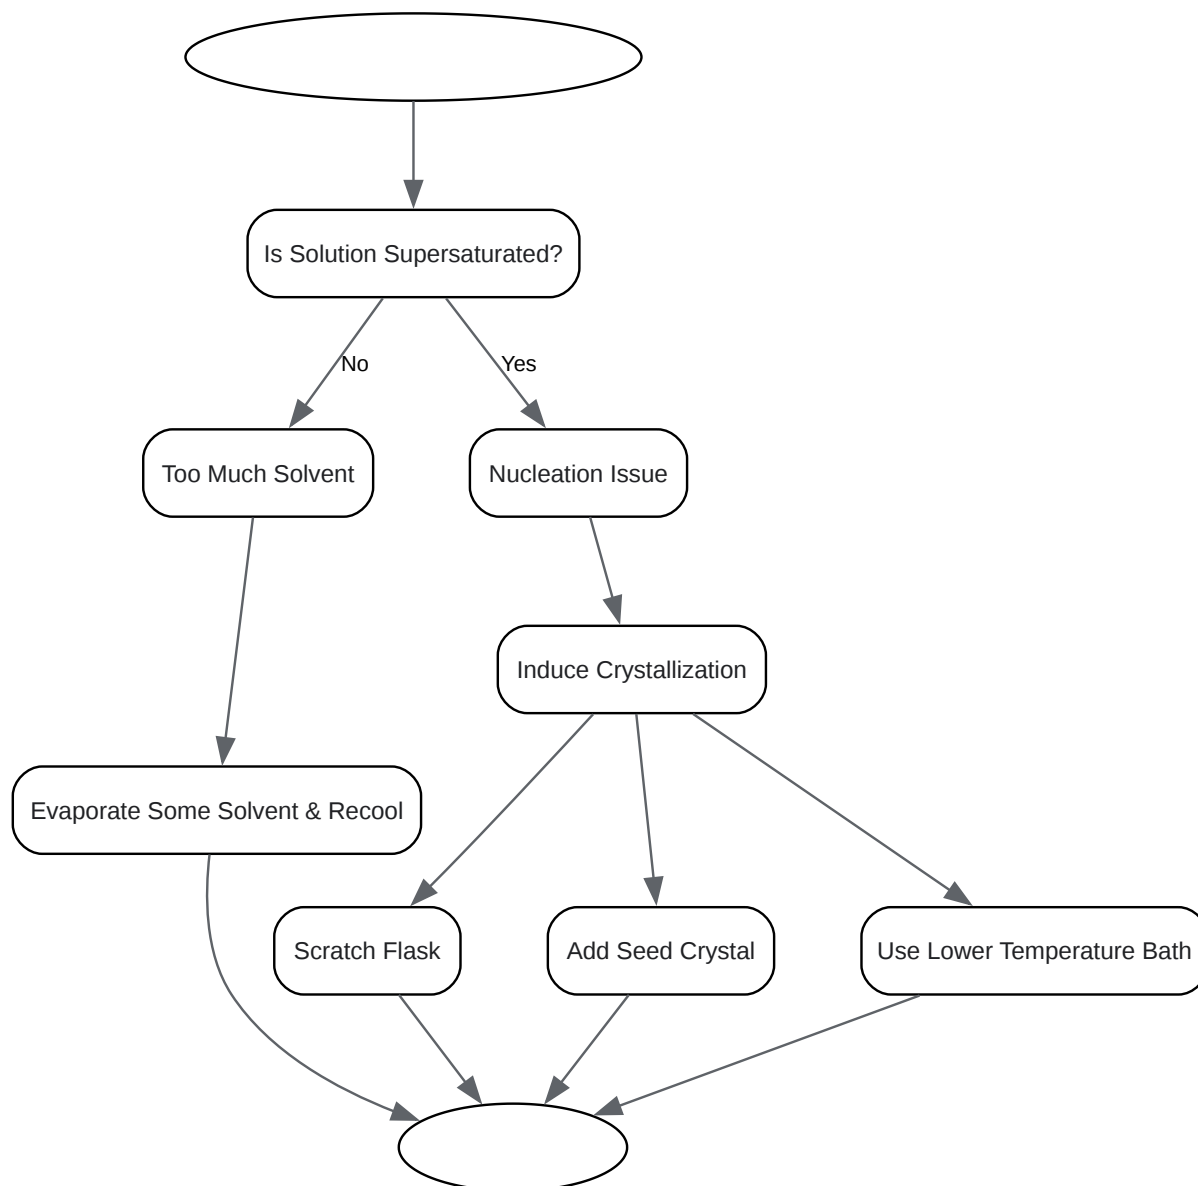 Is Solution Supersaturated?
No
Yes
Too Much Solvent
Nucleation Issue
Induce Crystallization
Evaporate Some Solvent & Recool
Scratch Flask
Add Seed Crystal
Use Lower Temperature Bath